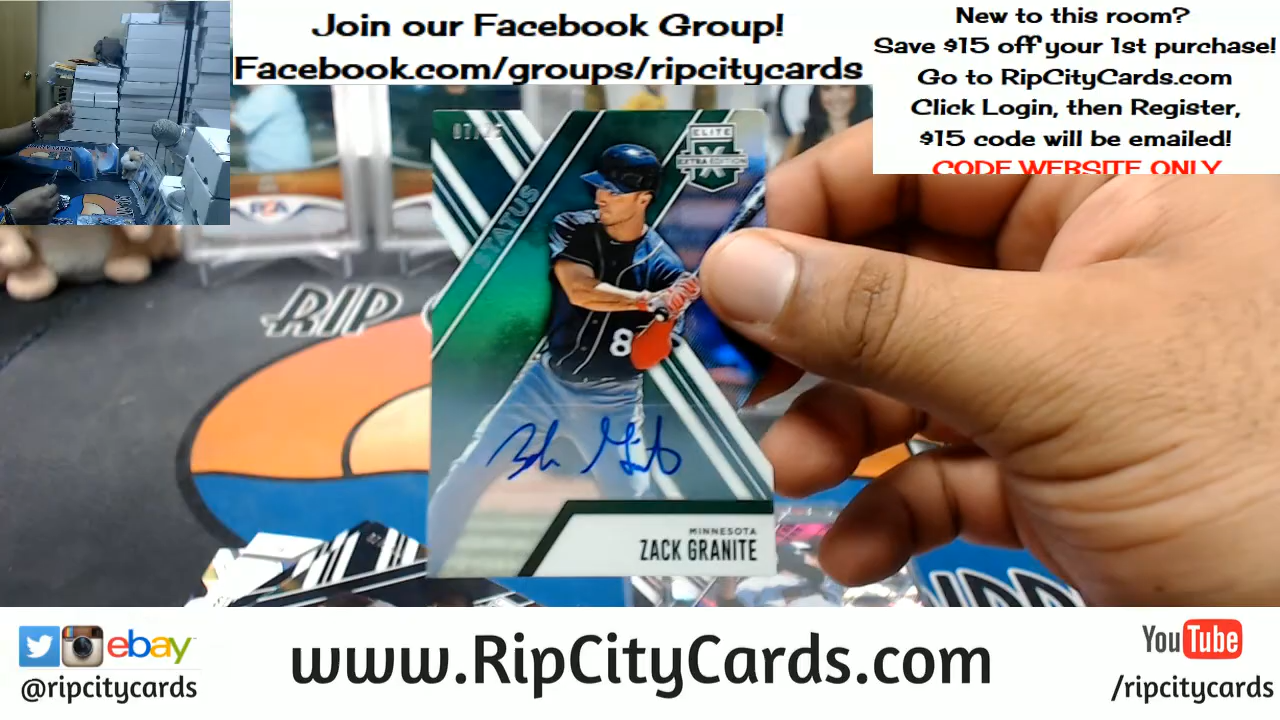 Join our Facebook Group!
Facebook.com/groups/ripcitycards
New to this room?
Save $15 off your 1st purchase!
Go to RipCityCards.com
Click Login, then Register,
$15 code will be emailed!
CODE WEBSITE ONLY
ELITE
X
EXTRA EDITION
STATUS
8
MINNESOTA
ZACK GRANITE
RIP
ebay
@ripcitycards
www.RipCityCards.com
YouTube
/ripcitycards